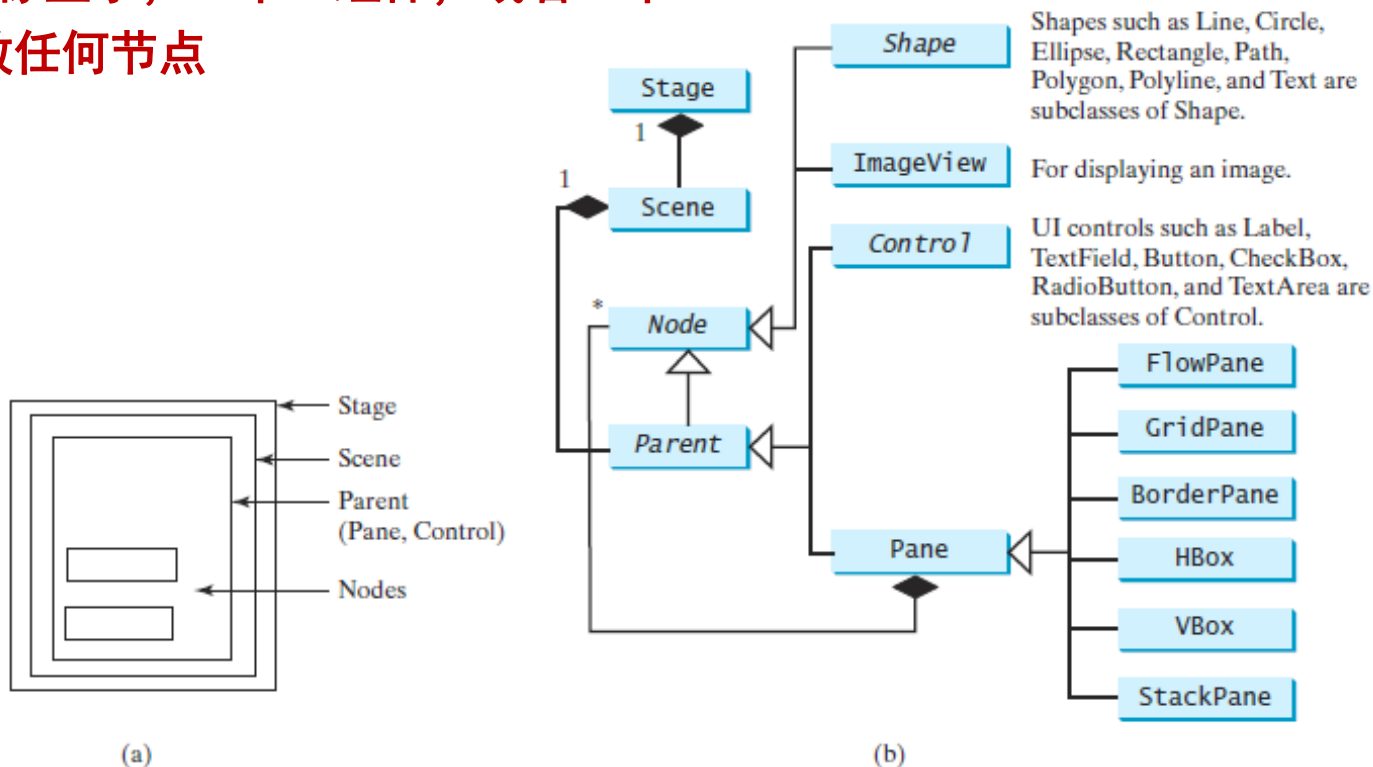 放任何节点
Stage
1
1
Scene
*
Node
Parent
Shape
Shapes such as Line, Circle,
Ellipse, Rectangle, Path,
Polygon, Polyline, and Text are
subclasses of Shape.
ImageView
For displaying an image.
Control
UI controls such as Label,
TextField, Button, CheckBox,
RadioButton, and TextArea are
subclasses of Control.
Pane
FlowPane
GridPane
BorderPane
HBox
VBox
StackPane
Stage
Scene
Parent
(Pane, Control)
Nodes
(a)
(b)